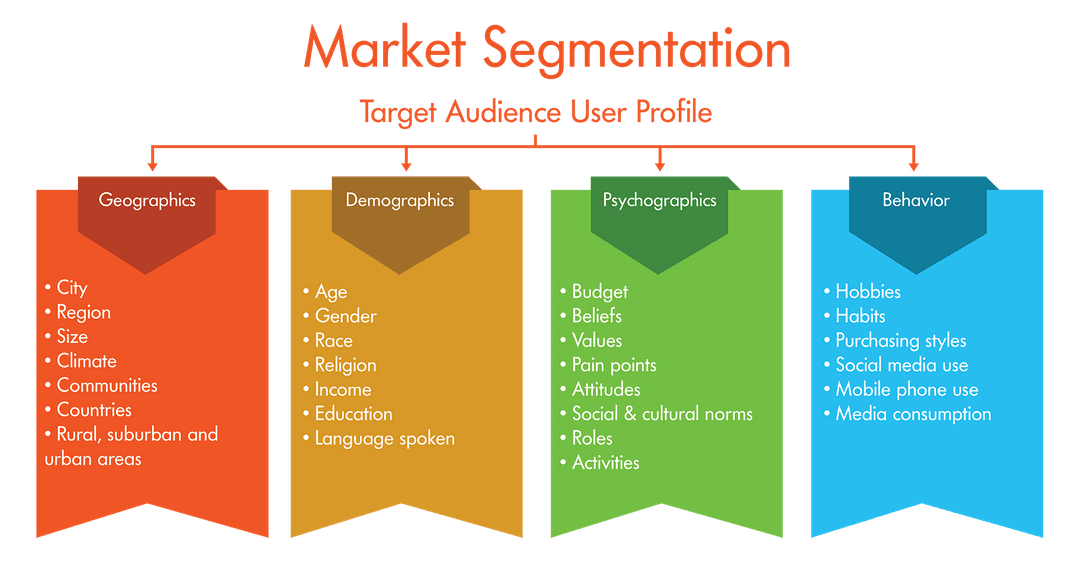 Market Segmentation
Target Audience User Profile
Geographics
• City
• Region
• Size
• Climate
• Communities
• Countries
• Rural, suburban and
urban areas
Demographics
• Age
• Gender
• Race
• Religion
• Income
• Education
• Language spoken
Psychographics
• Budget
• Beliefs
• Values
• Pain points
• Attitudes
• Social & cultural norms
• Roles
• Activities
Behavior
• Hobbies
• Habits
• Purchasing styles
• Social media use
• Mobile phone use
• Media consumption